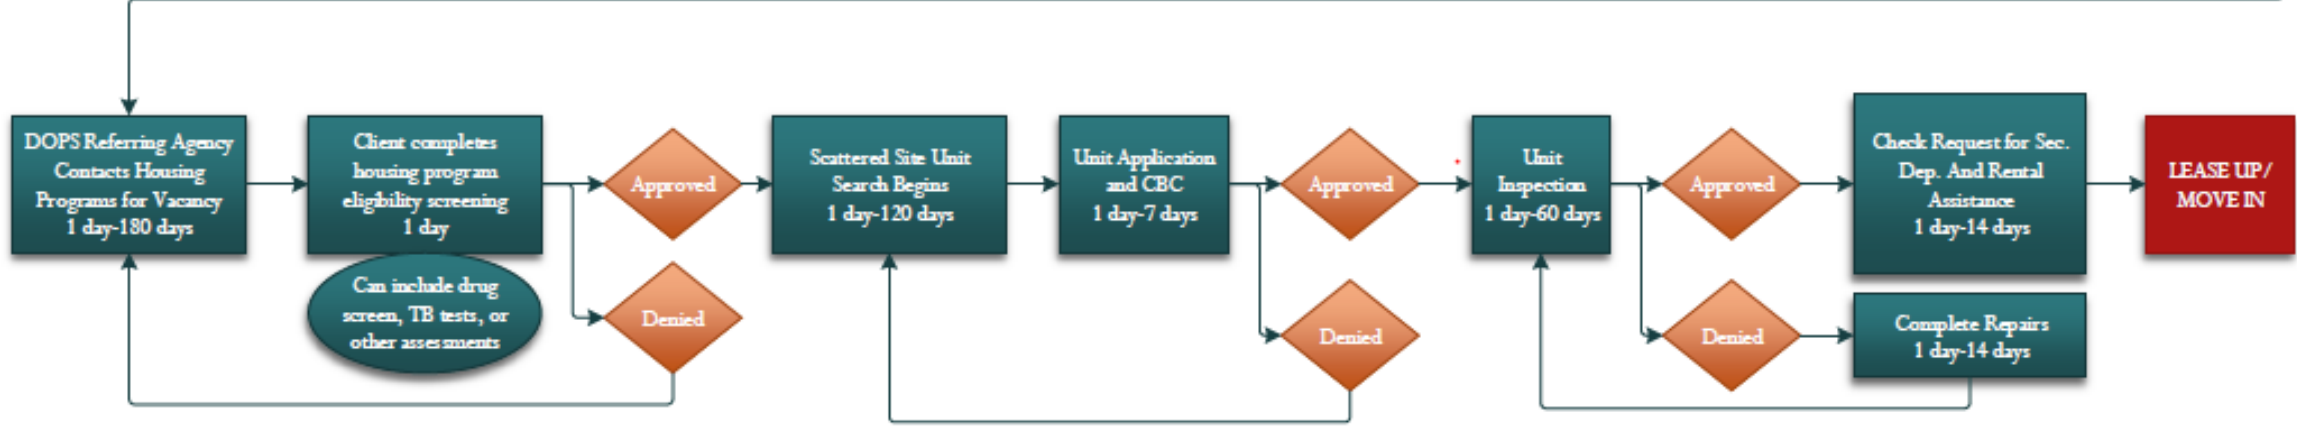 DOPS Referring Agency
Contacts Housing
Programs for Vacancy
1 day-180 days
Client completes
housing program
eligibility screening
1 day
Can include drug
screen, TB tests, or
other assessments
Approved
Denied
Scattered Site Unit
Search Begins
1 day-120 days
Unit Application
and CBC
1 day-7 days
Approved
Denied
Unit
Inspection
1 day-60 days
Approved
Denied
Check Request for Sec.
Dep. And Rental
Assistance
1 day-14 days
Complete Repairs
1 day-14 days
LEASE UP/
MOVE IN